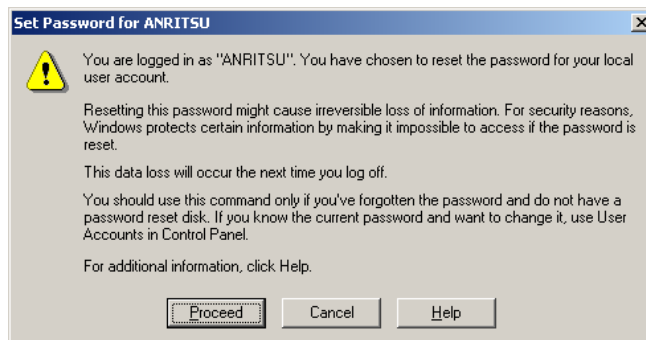 Set Password for ANRITSU
You are logged in as "ANRITSU". You have chosen to reset the password for your local
user account.
Resetting this password might cause irreversible loss of information. For security reasons,
Windows protects certain information by making it impossible to access if the password is
reset.
This data loss will occur the next time you log off.
You should use this command only if you've forgotten the password and do not have a
password reset disk. If you know the current password and want to change it, use User
Accounts in Control Panel.
For additional information, click Help.
Proceed Cancel Help